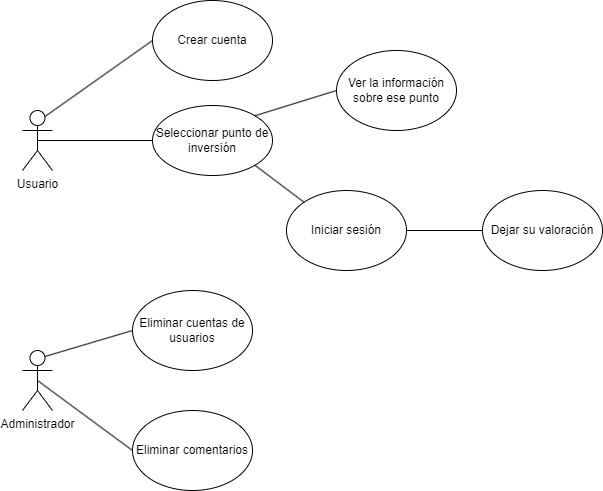 Crear cuenta
Ver la información
sobre ese punto
Seleccionar punto de
inversión
Usuario
Iniciar sesión
Dejar su valoración
Eliminar cuentas de
usuarios
Administrador
Eliminar comentarios